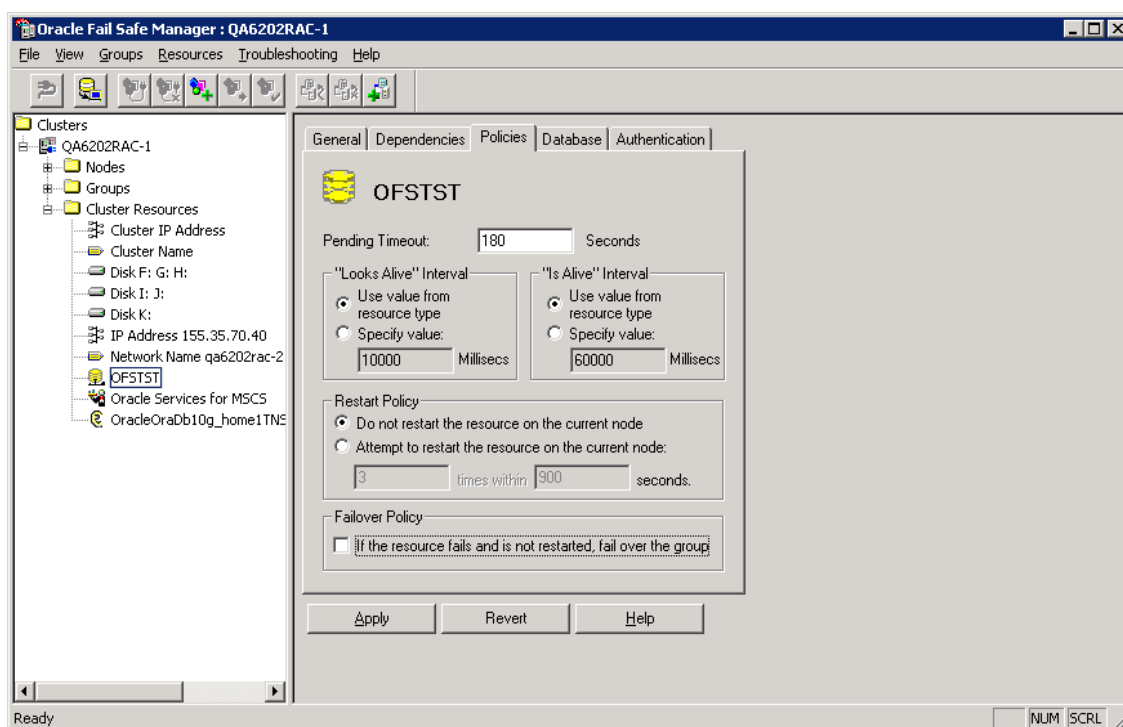 Oracle Fail Safe Manager : QA6202RAC-1
File View Groups Resources Troubleshooting Help
Clusters
QA6202RAC-1
Nodes
Groups
Cluster Resources
Cluster IP Address
Cluster Name
Disk F: G: H:
Disk I: J:
Disk K:
IP Address 155.35.70.40
Network Name qa6202rac-2
OFSTST
Oracle Services for MSCS
OracleOraDb10g_home1TNS
General Dependencies Policies Database Authentication
OFSTST
Pending Timeout: 180 Seconds
"Looks Alive" Interval
Use value from
resource type
Specify value:
10000 Millisecs
"Is Alive" Interval
Use value from
resource type
Specify value:
60000 Millisecs
Restart Policy
Do not restart the resource on the current node
Attempt to restart the resource on the current node:
3 times within 900 seconds.
Failover Policy
If the resource fails and is not restarted, fail over the group
Apply Revert Help
Ready NUM SCRL